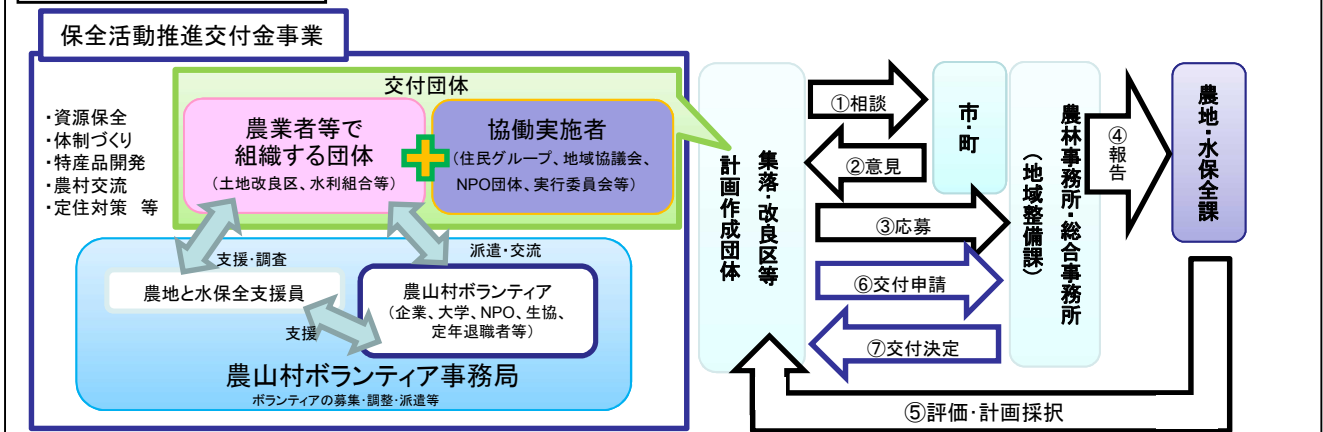 保全活動推進交付金事業
交付団体
・資源保全
・体制づくり
・特産品開発
・農村交流
・定住対策 等
農業者等で
組織する団体
(土地改良区、水利組合等)
協働実施者
(住民グループ、地域協議会、
NPO団体、実行委員会等)
支援・調査
派遣・交流
農地と水保全支援員
農山村ボランティア
(企業、大学、NPO、生協、
定年退職者等)
支援
農山村ボランティア事務局
ボランティアの募集・調整・派遣等
集落・改良区等
計画作成団体
①相談
②意見
③応募
⑥交付申請
⑦交付決定
市・町
農林事務所・総合事務所
(地域整備課)
④報告
農地・水保全課
⑤評価・計画採択